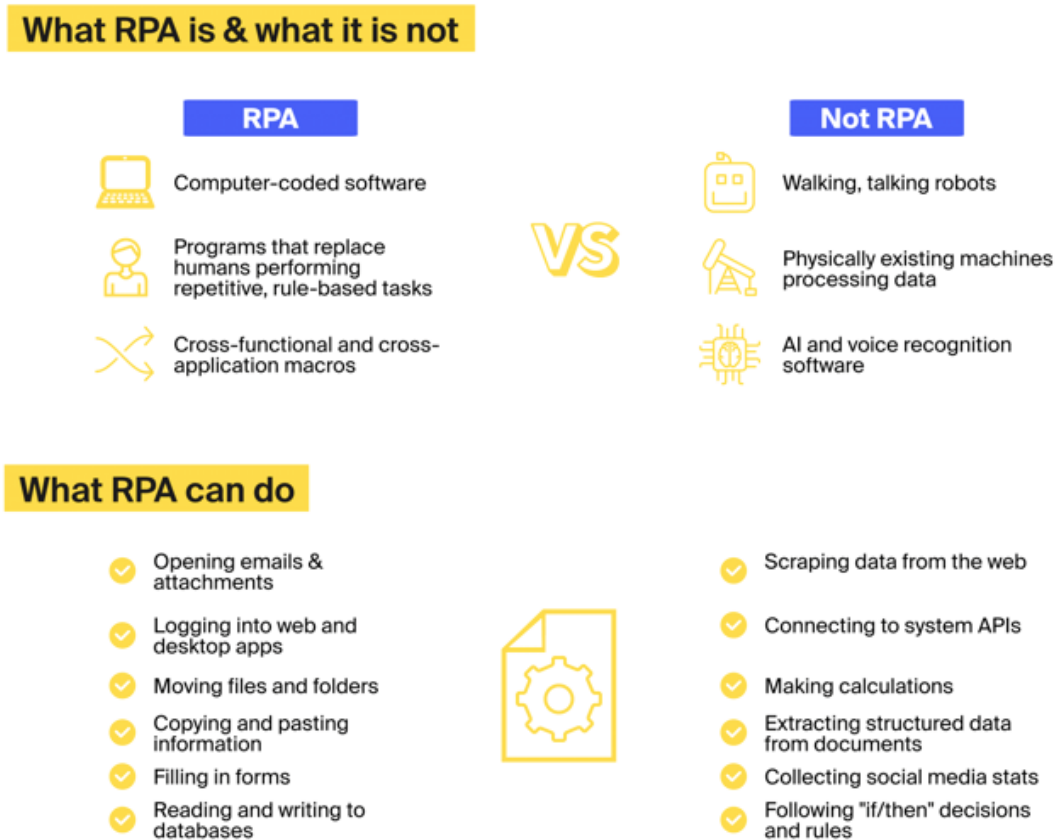 What RPA is & what it is not
RPA
Computer-coded software
Programs that replace
humans performing
repetitive, rule-based tasks
Cross-functional and cross-
application macros
VS
Not RPA
Walking, talking robots
Physically existing machines
processing data
AI and voice recognition
software
What RPA can do
Opening emails &
attachments
Logging into web and
desktop apps
Moving files and folders
Copying and pasting
information
Filling in forms
Reading and writing to
databases
Scraping data from the web
Connecting to system APIs
Making calculations
Extracting structured data
from documents
Collecting social media stats
Following "if/then" decisions
and rules